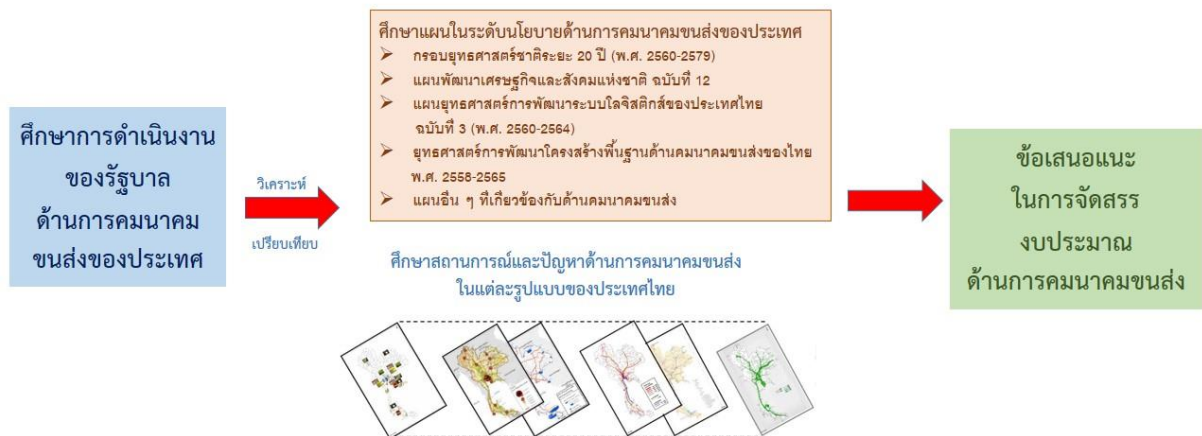 ศึกษาการดำเนินงาน
ของรัฐบาล
ด้านการคมนาคม
ขนส่งของประเทศ
วิเคราะห์
เปรียบเทียบ
ศึกษาแผนในระดับนโยบายด้านการคมนาคมขนส่งของประเทศ
➢ กรอบยุทธศาสตร์ชาติระยะ 20 ปี (พ.ศ. 2560-2579)
➢ แผนพัฒนาเศรษฐกิจและสังคมแห่งชาติ ฉบับที่ 12
➢ แผนยุทธศาสตร์การพัฒนาระบบโลจิสติกส์ของประเทศไทย
ฉบับที่ 3 (พ.ศ. 2560-2564)
➢ ยุทธศาสตร์การพัฒนาโครงสร้างพื้นฐานด้านคมนาคมขนส่งของไทย
พ.ศ. 2558-2565
➢ แผนอื่น ๆ ที่เกี่ยวข้องกับด้านคมนาคมขนส่ง
ศึกษาสถานการณ์และปัญหาด้านการคมนาคมขนส่ง
ในแต่ละรูปแบบของประเทศไทย
ข้อเสนอแนะ
ในการจัดสรร
งบประมาณ
ด้านการคมนาคมขนส่ง